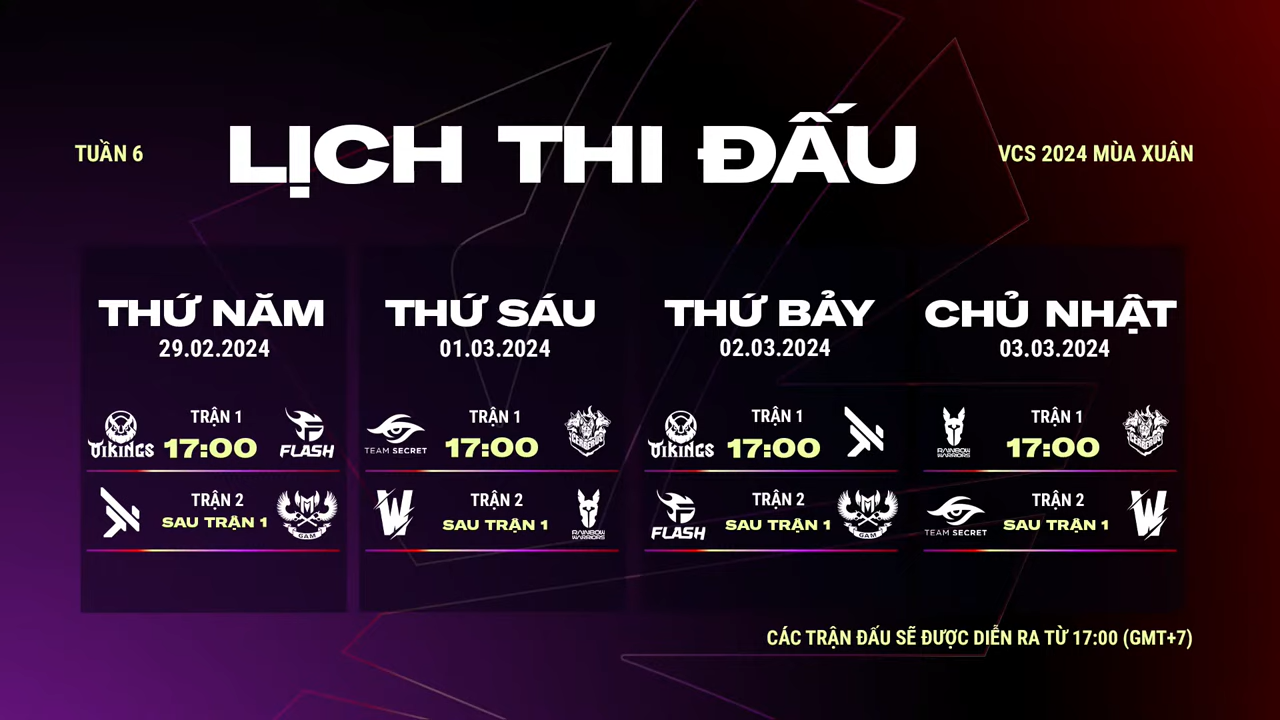 TUẦN 6
LỊCH THI ĐẤU
VCS 2024 MÙA XUÂN
THỨ NĂM
29.02.2024
VIKINGS
TRẬN 1
17:00
FLASH
TRẬN 2
SAU TRẬN 1
GAM
THỨ SÁU
01.03.2024
TEAM SECRET
TRẬN 1
17:00
TRẬN 2
SAU TRẬN 1
RAINBOW
WARRIORS
THỨ BẢY
02.03.2024
VIKINGS
TRẬN 1
17:00
FLASH
TRẬN 2
SAU TRẬN 1
GAM
CHỦ NHẬT
03.03.2024
RAINBOW
WARRIORS
TRẬN 1
17:00
TEAM SECRET
TRẬN 2
SAU TRẬN 1
CÁC TRẬN ĐẤU SẼ ĐƯỢC DIỄN RA TỪ 17:00 (GMT+7)